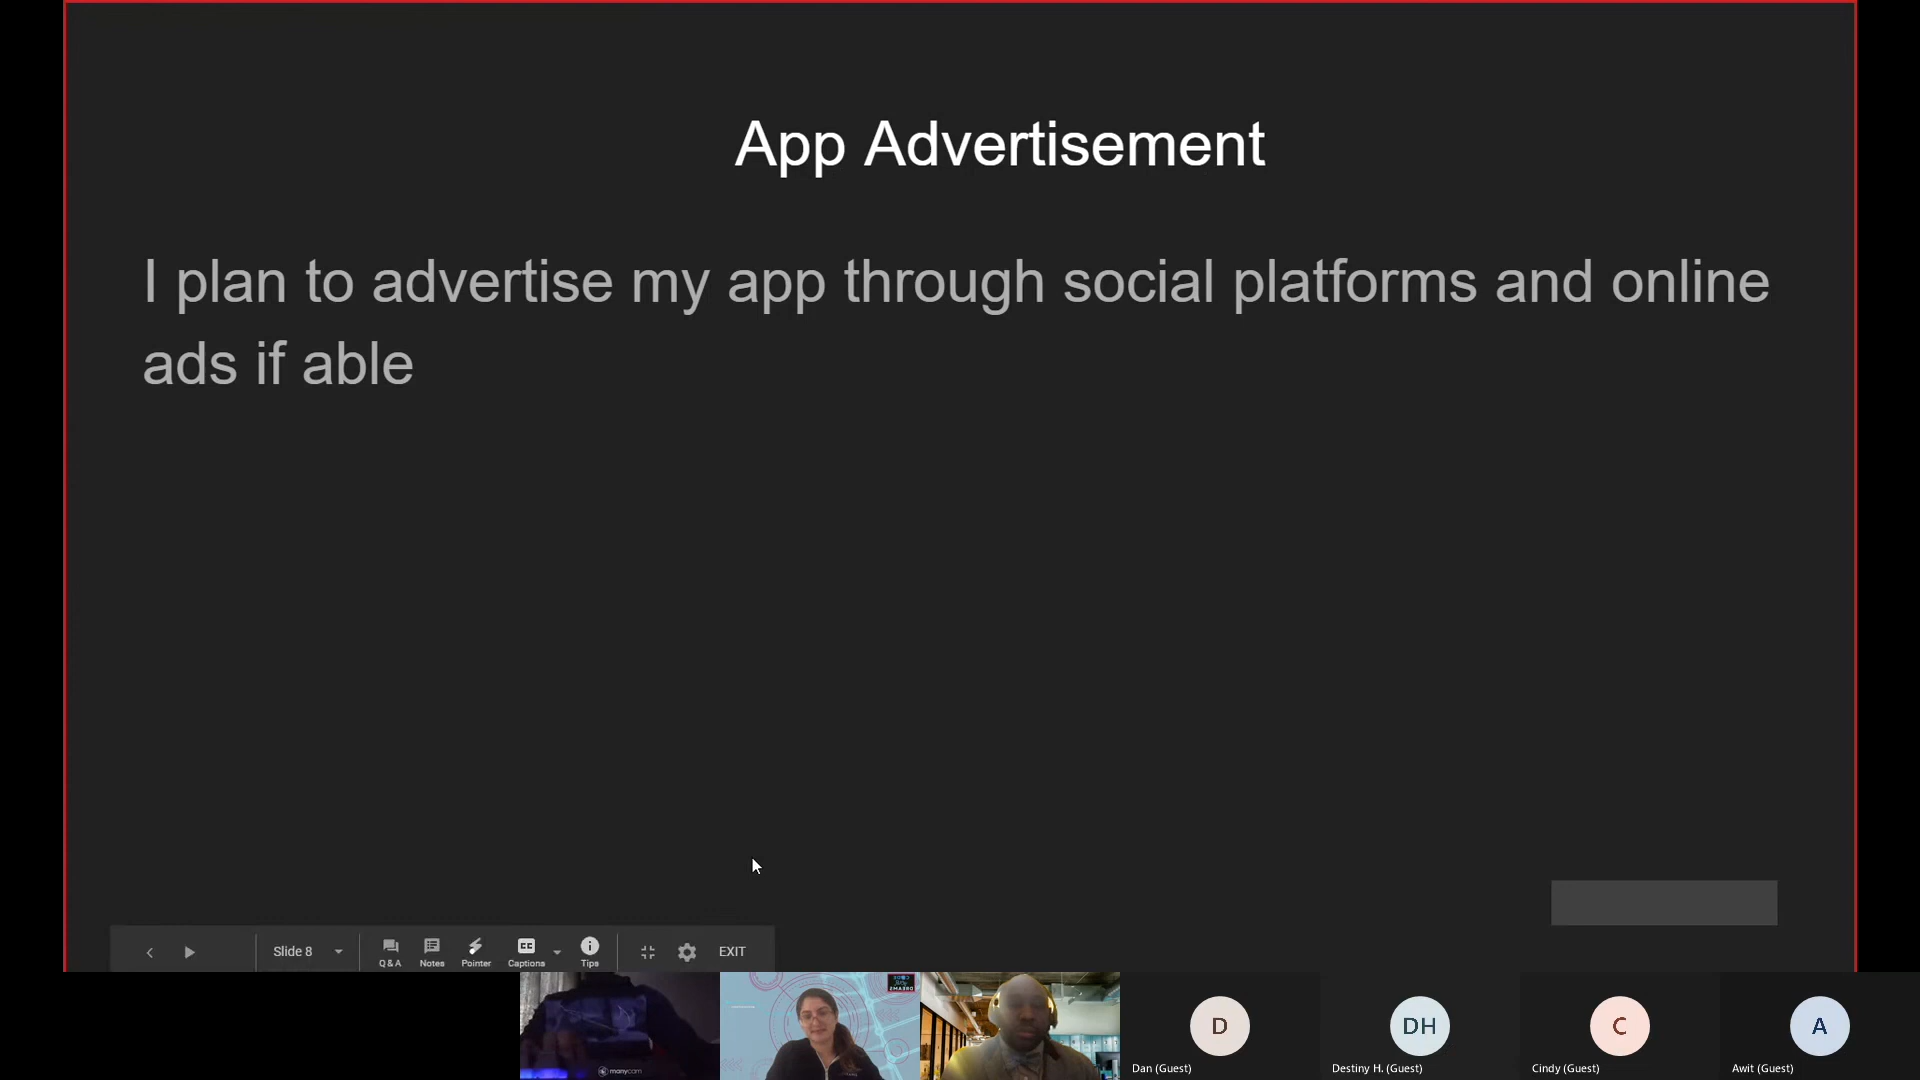 App Advertisement
I plan to advertise my app through social platforms and online
ads if able
Slide 8
Q & A
Notes
Pointer
Captions
Tips
EXIT
manycam
D
DH
C
A
Dan (Guest)
Destiny H. (Guest)
Cindy (Guest)
Awit (Guest)